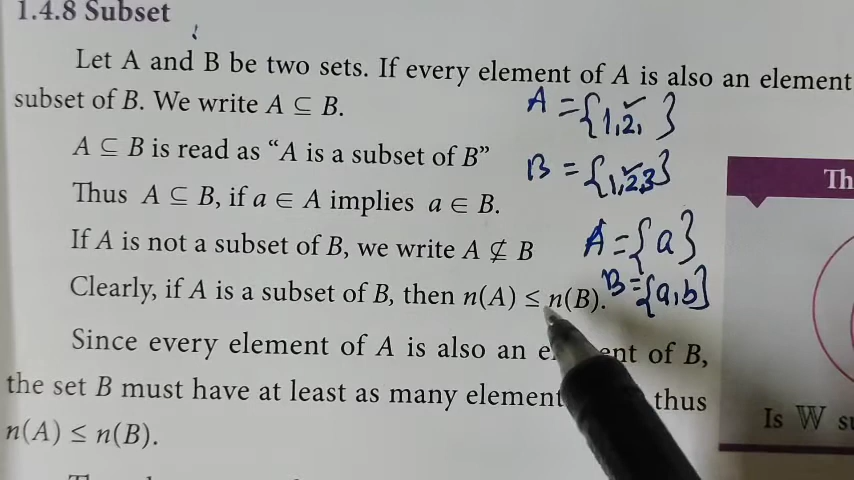 1.4.8 Subset
Let A and B be two sets. If every element of A is also an element
subset of B. We write A ⊆ B.
A = {1,2, }
A ⊆ B is read as “A is a subset of B”
B = {1,2,3}
Th
Thus A ⊆ B, if a ∈ A implies a ∈ B.
If A is not a subset of B, we write A ⊈ B
A = {a}
Clearly, if A is a subset of B, then n(A) ≤ n(B).
B = {a,b}
Since every element of A is also an of B,
the set B must have at least as many thus
Is 𝕎
n(A) ≤ n(B).